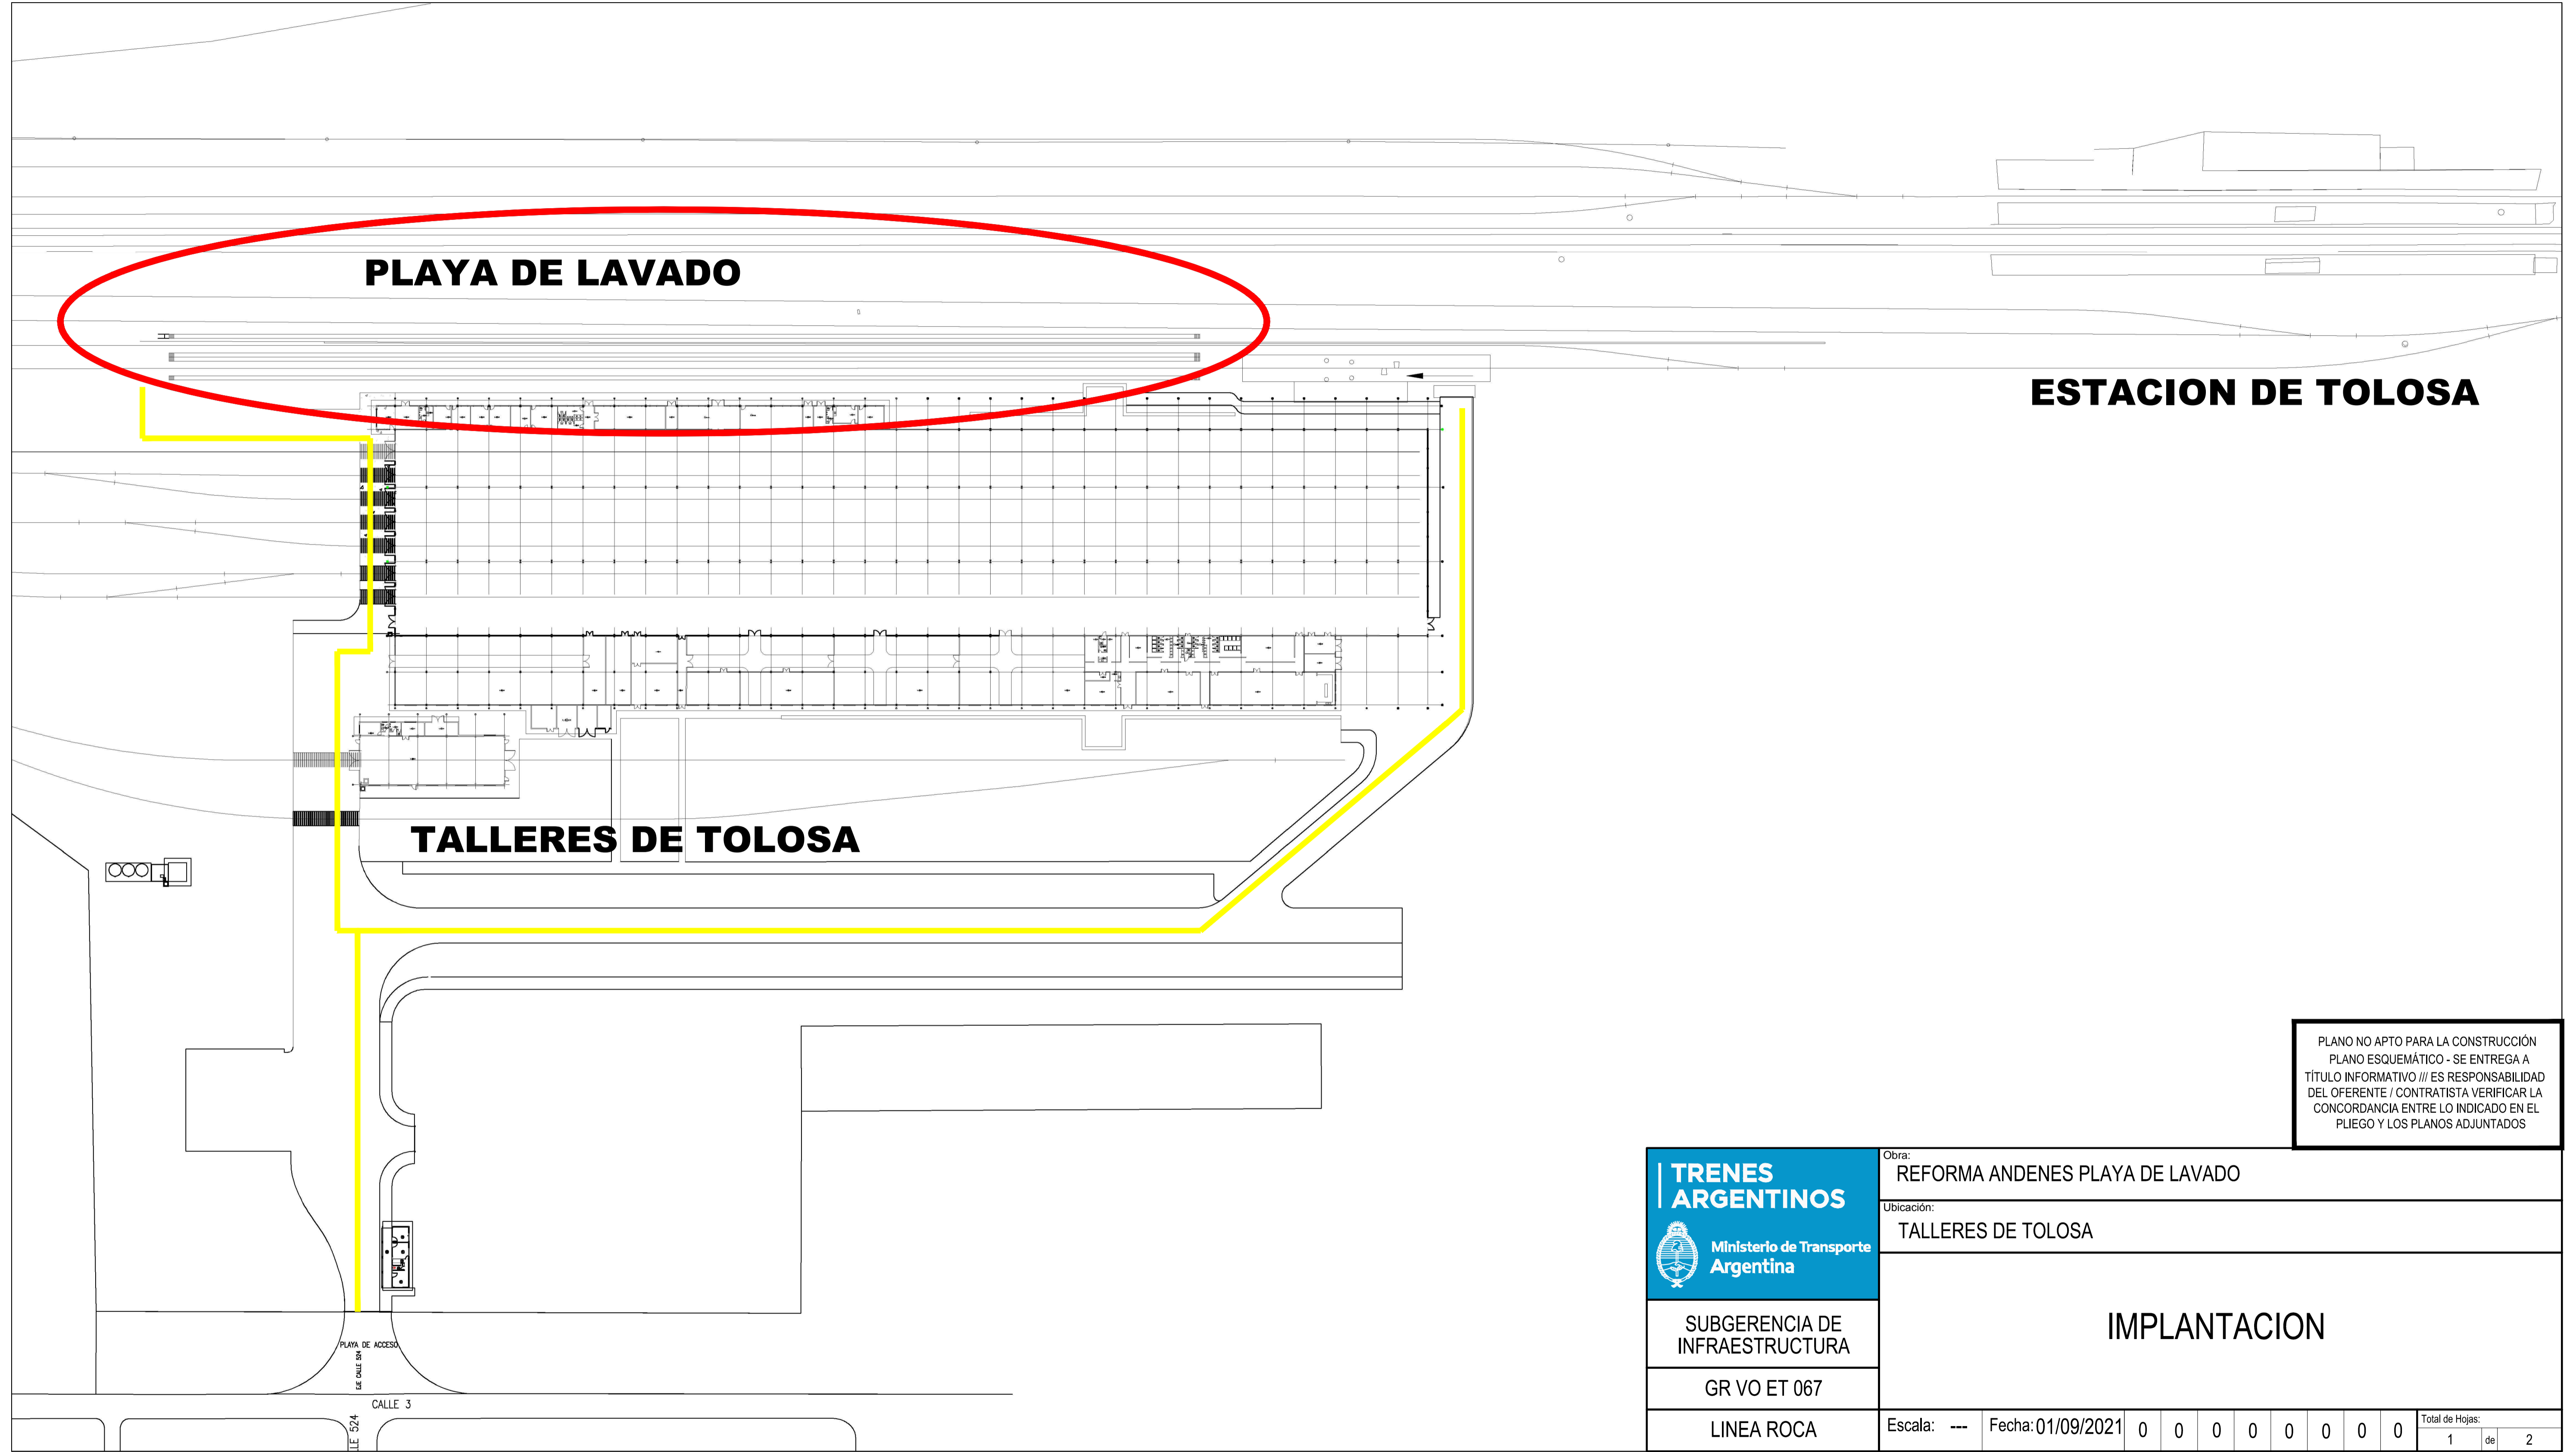 PLAYA DE LAVADO
ESTACION DE TOLOSA
TALLERES DE TOLOSA
PLAYA DE ACCESO
EJE CALLE 524
CALLE 3
LLE 524
PLANO NO APTO PARA LA CONSTRUCCIÓN
PLANO ESQUEMÁTICO - SE ENTREGA A
TÍTULO INFORMATIVO /// ES RESPONSABILIDAD
DEL OFERENTE / CONTRATISTA VERIFICAR LA
CONCORDANCIA ENTRE LO INDICADO EN EL
PLIEGO Y LOS PLANOS ADJUNTADOS
TRENES
ARGENTINOS
Ministerio de Transporte
Argentina
SUBGERENCIA DE
INFRAESTRUCTURA
GR VO ET 067
LINEA ROCA
Obra:
REFORMA ANDENES PLAYA DE LAVADO
Ubicación:
TALLERES DE TOLOSA
IMPLANTACION
Escala: --- Fecha: 01/09/2021 0 0 0 0 0 0 0 0
Total de Hojas:
1 de 2